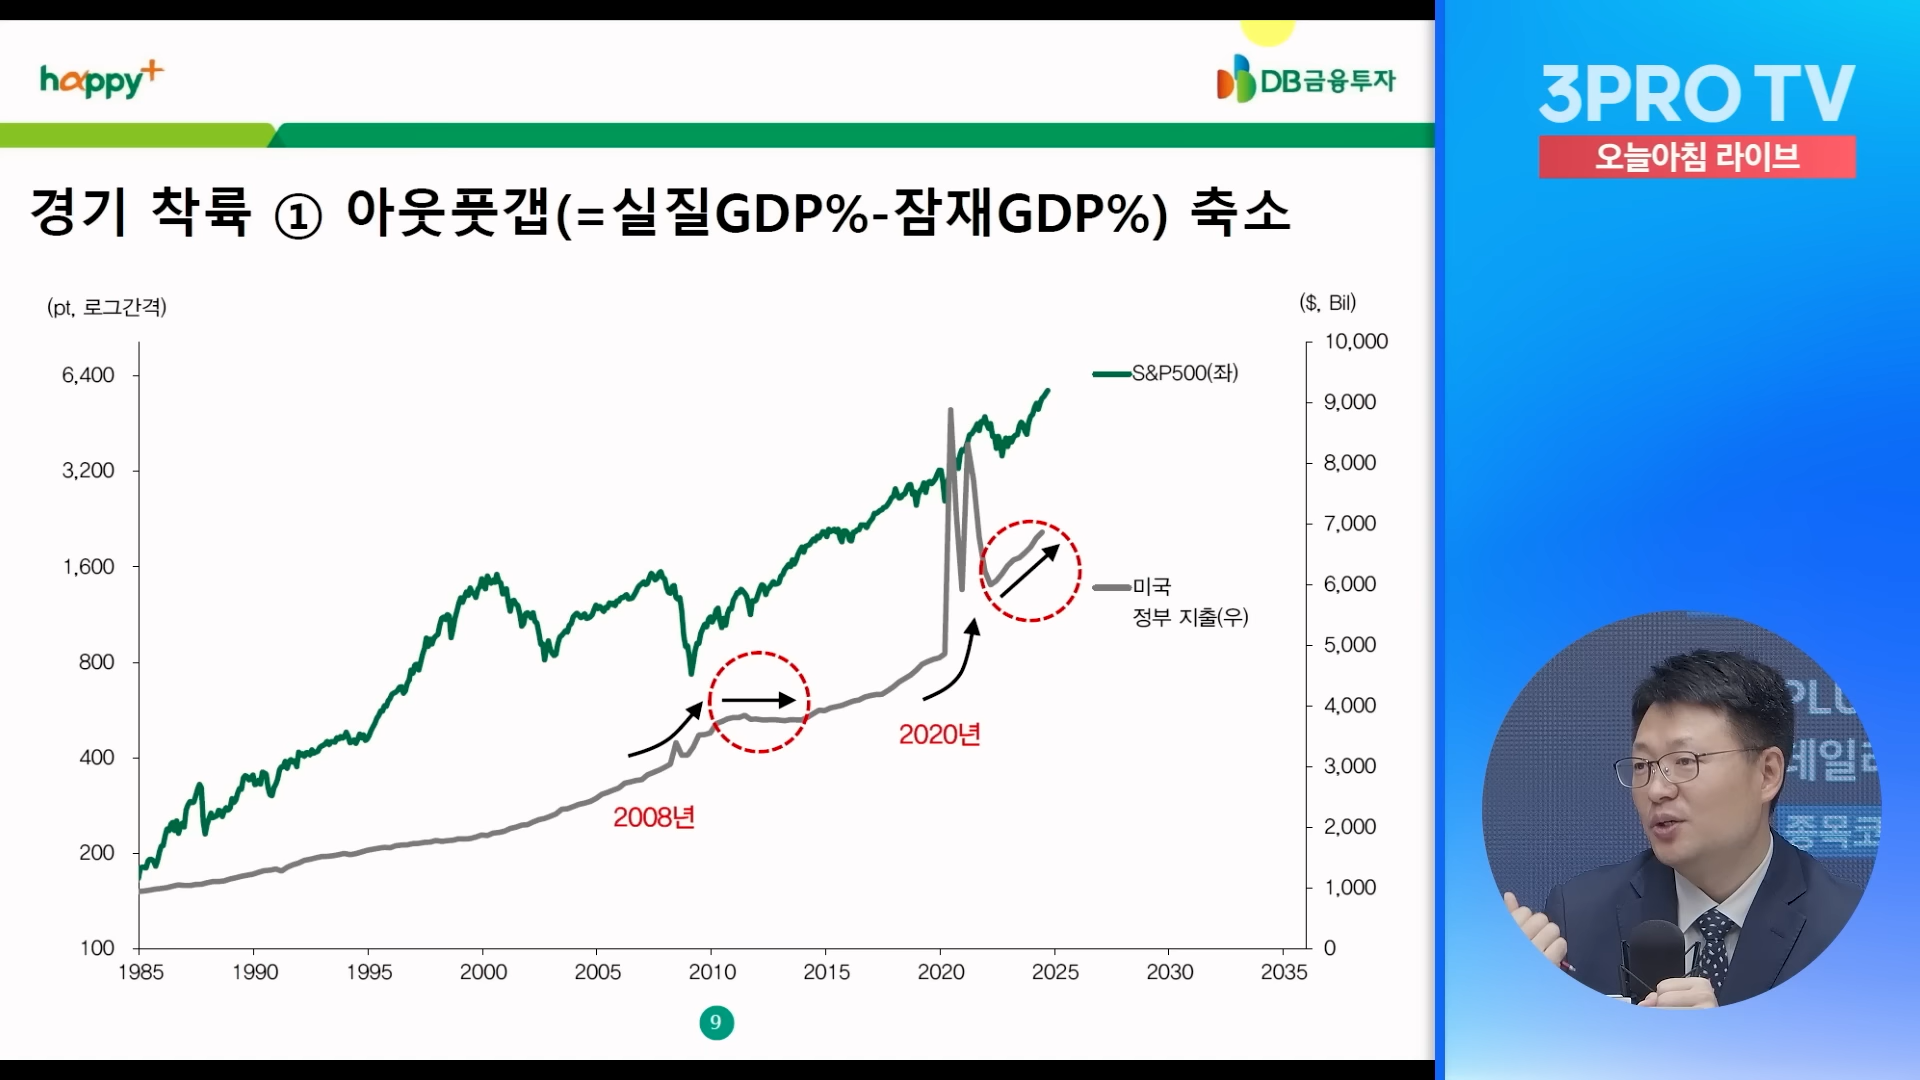 happy+
DB금융투자
3PRO TV
오늘아침 라이브
경기 착륙 ① 아웃풋갭(=실질GDP%-잠재GDP%) 축소
(pt, 로그간격)
($, Bil)
6,400
3,200
1,600
800
400
200
100
10,000
9,000
8,000
7,000
6,000
5,000
4,000
3,000
2,000
1,000
0
S&P500(좌)
미국
정부 지출(우)
2008년
2020년
1985 1990 1995 2000 2005 2010 2015 2020 2025 2030 2035
9